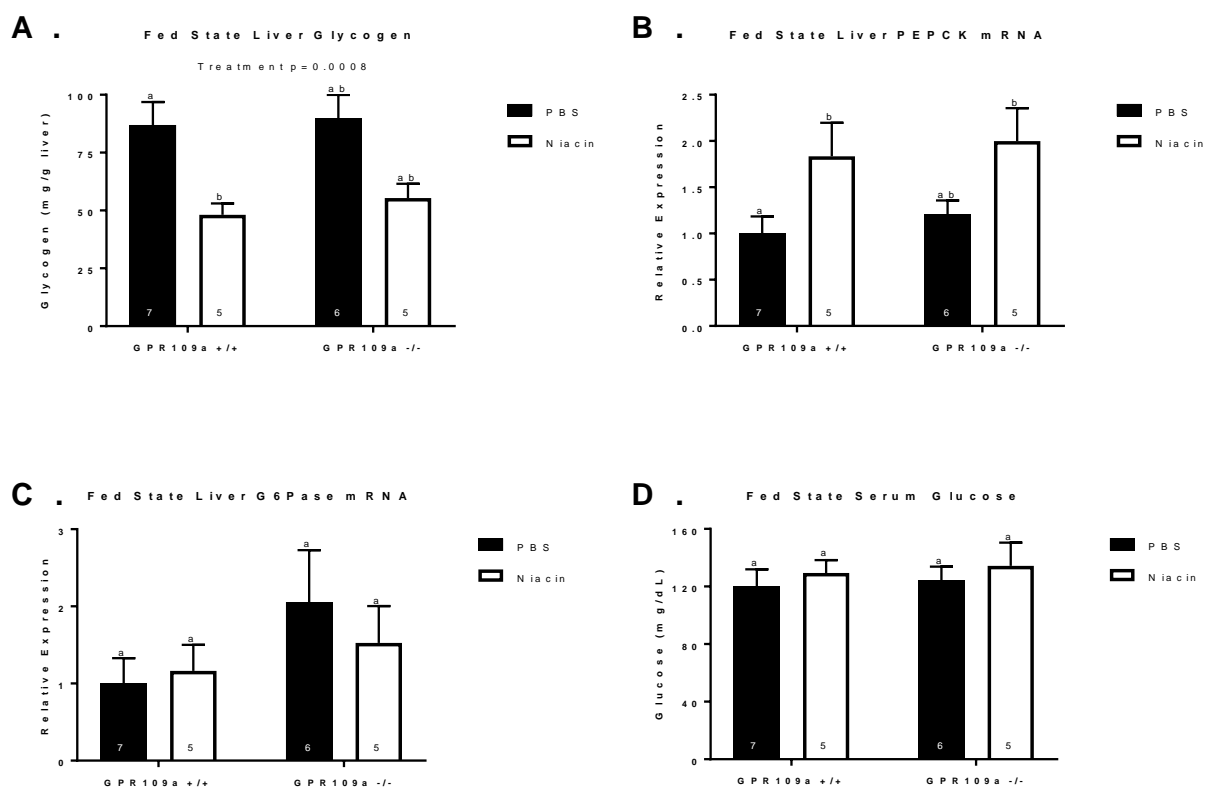 A.
Fed State Liver Glycogen
Treatment p=0.0008
Glycogen (mg/g liver)
100
75
50
25
0
a
b
ab
ab
7
5
6
5
GPR109a +/+
GPR109a -/-
PBS
Niacin
B.
Fed State Liver PEPCK mRNA
Relative Expression
2.5
2.0
1.5
1.0
0.5
0.0
a
b
ab
b
7
5
6
5
GPR109a +/+
GPR109a -/-
PBS
Niacin
C.
Fed State Liver G6Pase mRNA
Relative Expression
3
2
1
0
a
a
a
a
7
5
6
5
GPR109a +/+
GPR109a -/-
PBS
Niacin
D.
Fed State Serum Glucose
Glucose (mg/dL)
160
120
80
40
0
a
a
a
a
7
5
6
5
GPR109a +/+
GPR109a -/-
PBS
Niacin